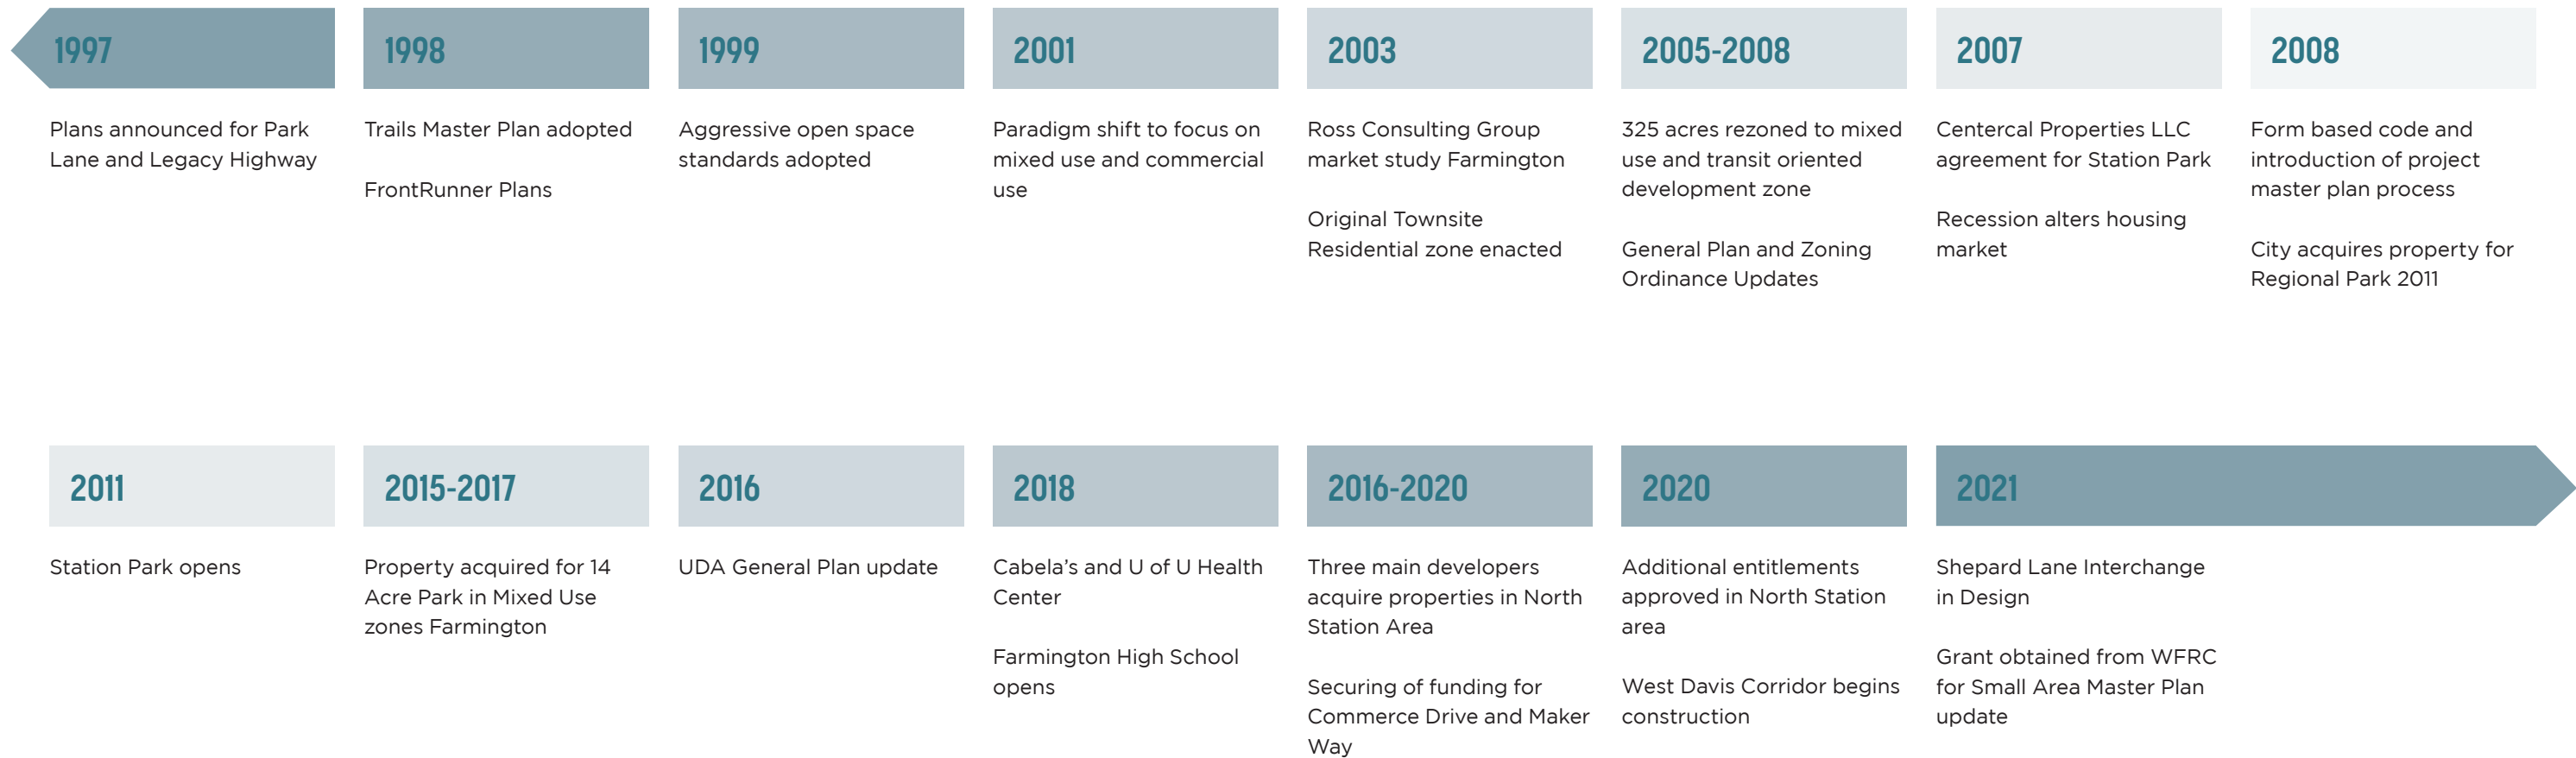 1997
Plans announced for Park
Lane and Legacy Highway
1998
Trails Master Plan adopted
FrontRunner Plans
1999
Aggressive open space
standards adopted
2001
Paradigm shift to focus on
mixed use and commercial
use
2003
Ross Consulting Group
market study Farmington
Original Townsite
Residential zone enacted
2005-2008
325 acres rezoned to mixed
use and transit oriented
development zone
General Plan and Zoning
Ordinance Updates
2007
Centercal Properties LLC
agreement for Station Park
Recession alters housing
market
2008
Form based code and
introduction of project
master plan process
City acquires property for
Regional Park 2011
2011
Station Park opens
2015-2017
Property acquired for 14
Acre Park in Mixed Use
zones Farmington
2016
UDA General Plan update
2018
Cabela's and U of U Health
Center
Farmington High School
opens
2016-2020
Three main developers
acquire properties in North
Station Area
Securing of funding for
Commerce Drive and Maker
Way
2020
Additional entitlements
approved in North Station
area
West Davis Corridor begins
construction
2021
Shepard Lane Interchange
in Design
Grant obtained from WFRC
for Small Area Master Plan
update